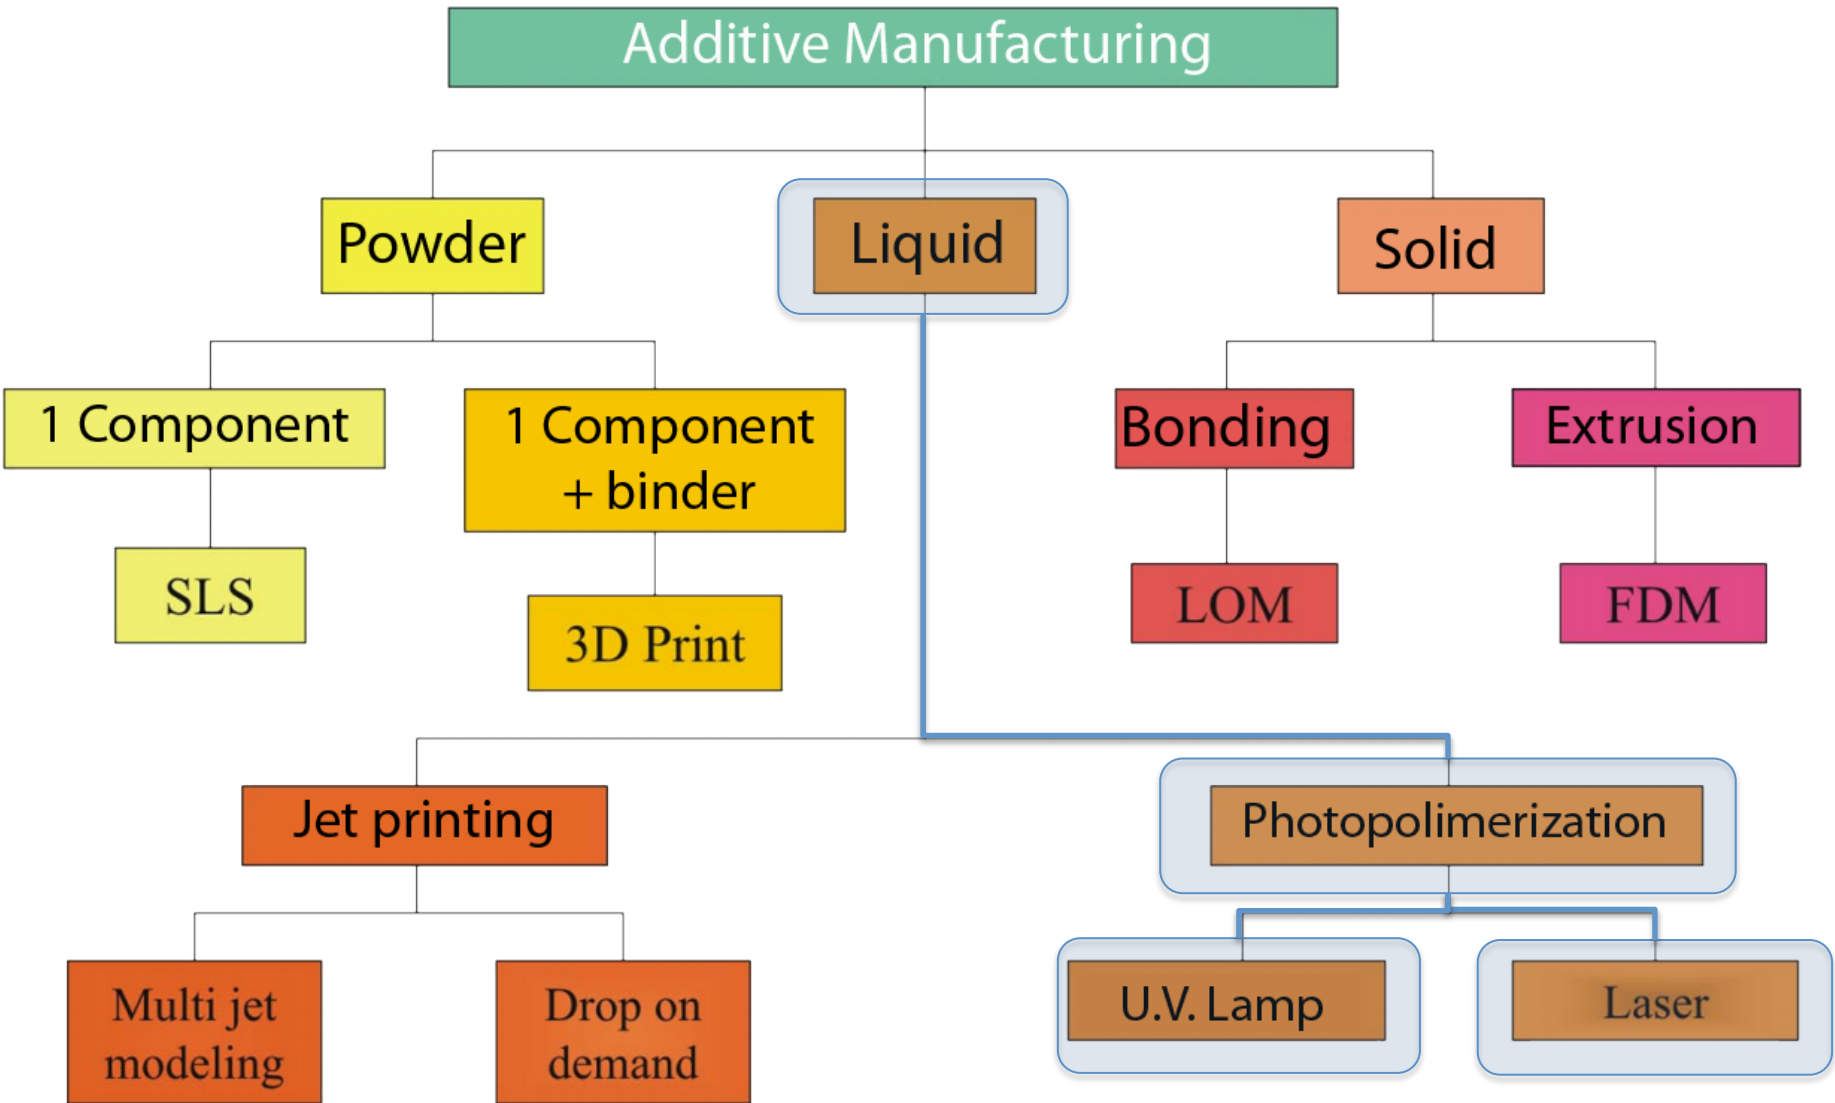 Additive Manufacturing
Powder
Liquid
Solid
1 Component
1 Component
+ binder
Bonding
Extrusion
SLS
3D Print
LOM
FDM
Jet printing
Photopolimerization
Multi jet
modeling
Drop on
demand
U.V. Lamp
Laser